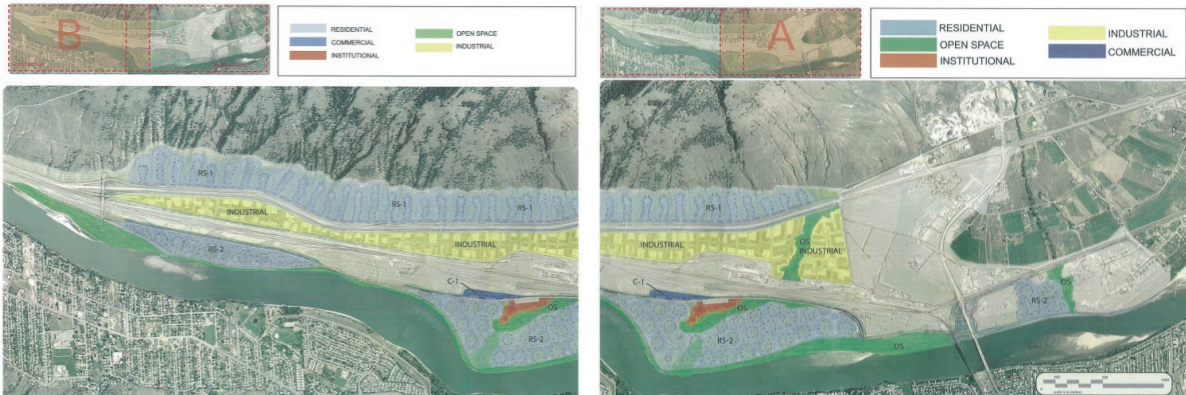 B
RESIDENTIAL
COMMERCIAL
INSTITUTIONAL
OPEN SPACE
INDUSTRIAL
RS-1
RS-1
RS-1
INDUSTRIAL
INDUSTRIAL
RS-2
C-1
OS
RS-2
A
RESIDENTIAL
OPEN SPACE
INSTITUTIONAL
INDUSTRIAL
COMMERCIAL
RS-1
INDUSTRIAL
OS
INDUSTRIAL
C-1
OS
RS-2
OS
RS-2